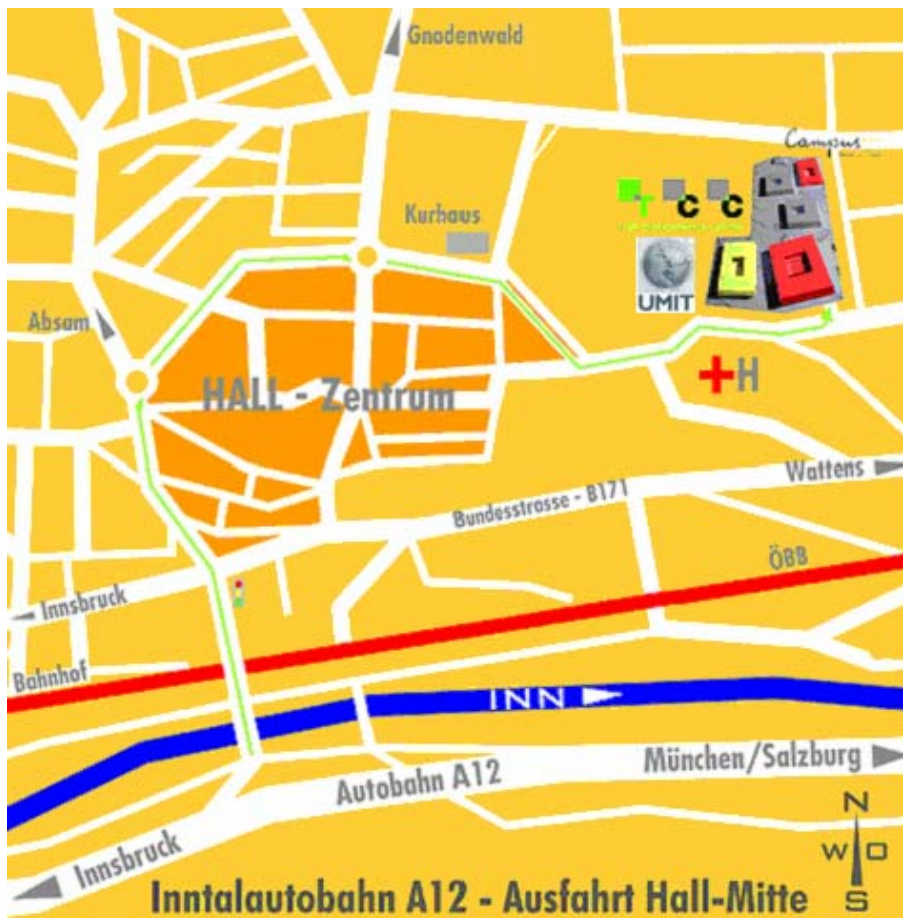 Gnadenwald
Campus
T C C
Kurhaus
1
UMIT
Absam
H
HALL - Zentrum
Wattens
Bundesstrasse - B171
ÖBB
Innsbruck
Bahnhof
INN
München/Salzburg
Autobahn A12
N
W O
S
Innsbruck
Inntalautobahn A12 - Ausfahrt Hall-Mitte